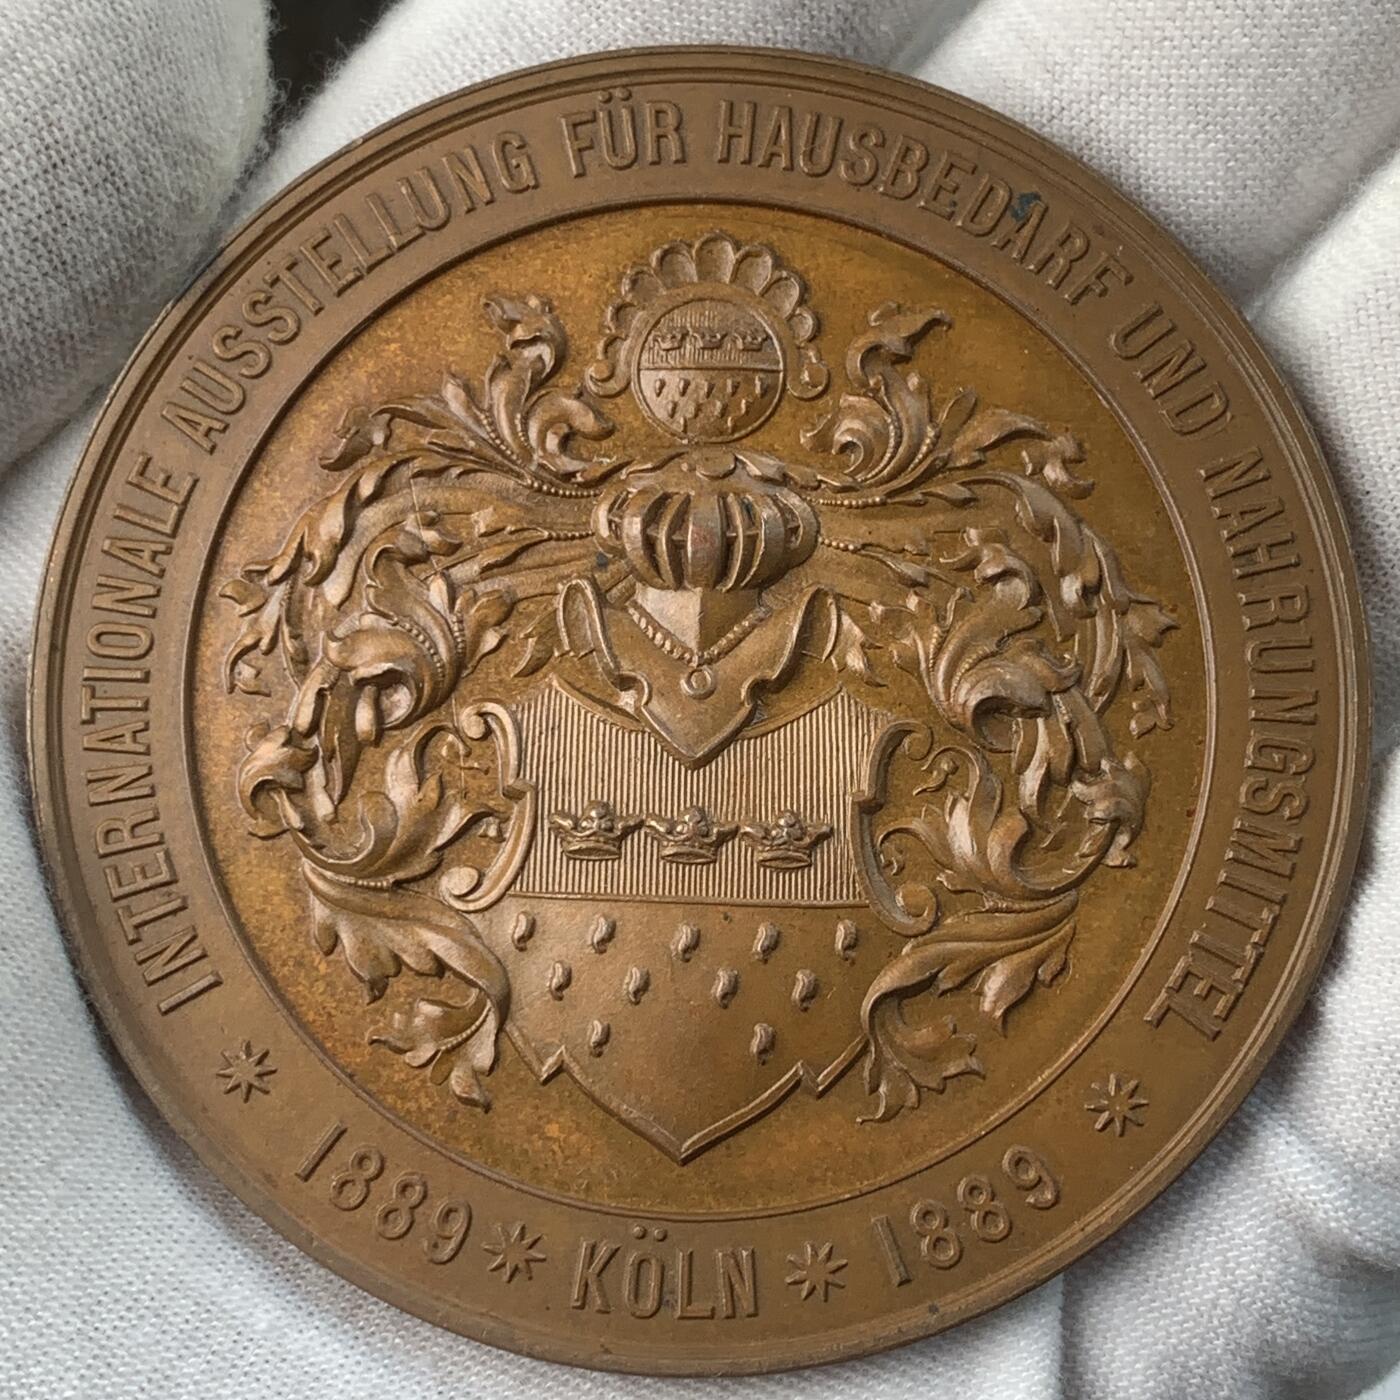 INTERNATIONALE AUSSTELLUNG FÜR HAUSBEDARF UND NAHRUNGSMITTEL
1889 * KÖLN * 1889